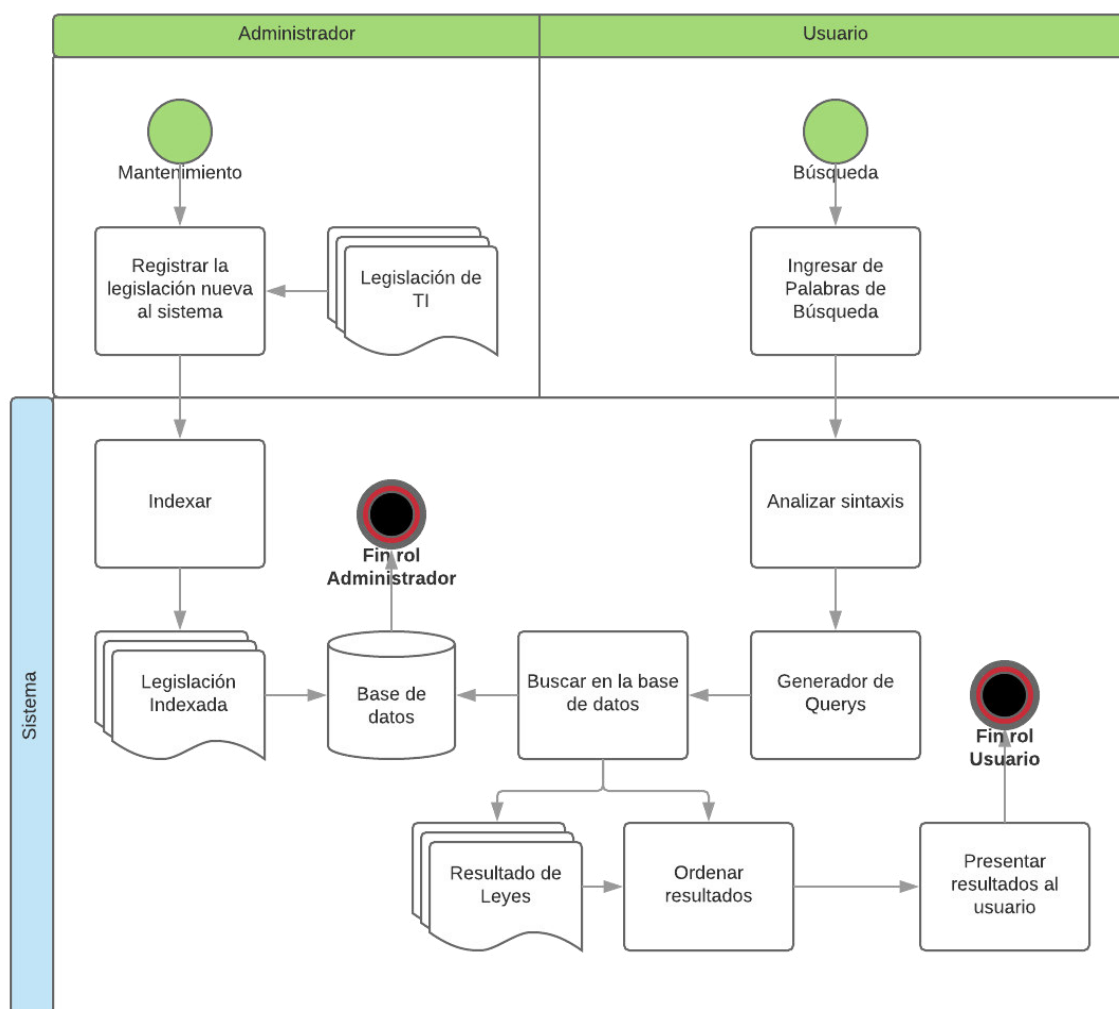 Administrador
Usuario
Mantenimiento
Búsqueda
Registrar la
legislación nueva
al sistema
Legislación de
TI
Ingresar de
Palabras de
Búsqueda
Sistema
Indexar
Fin rol
Administrador
Analizar sintaxis
Legislación
Indexada
Base de
datos
Buscar en la base
de datos
Generador de
Querys
Fin rol
Usuario
Resultado de
Leyes
Ordenar
resultados
Presentar
resultados al
usuario